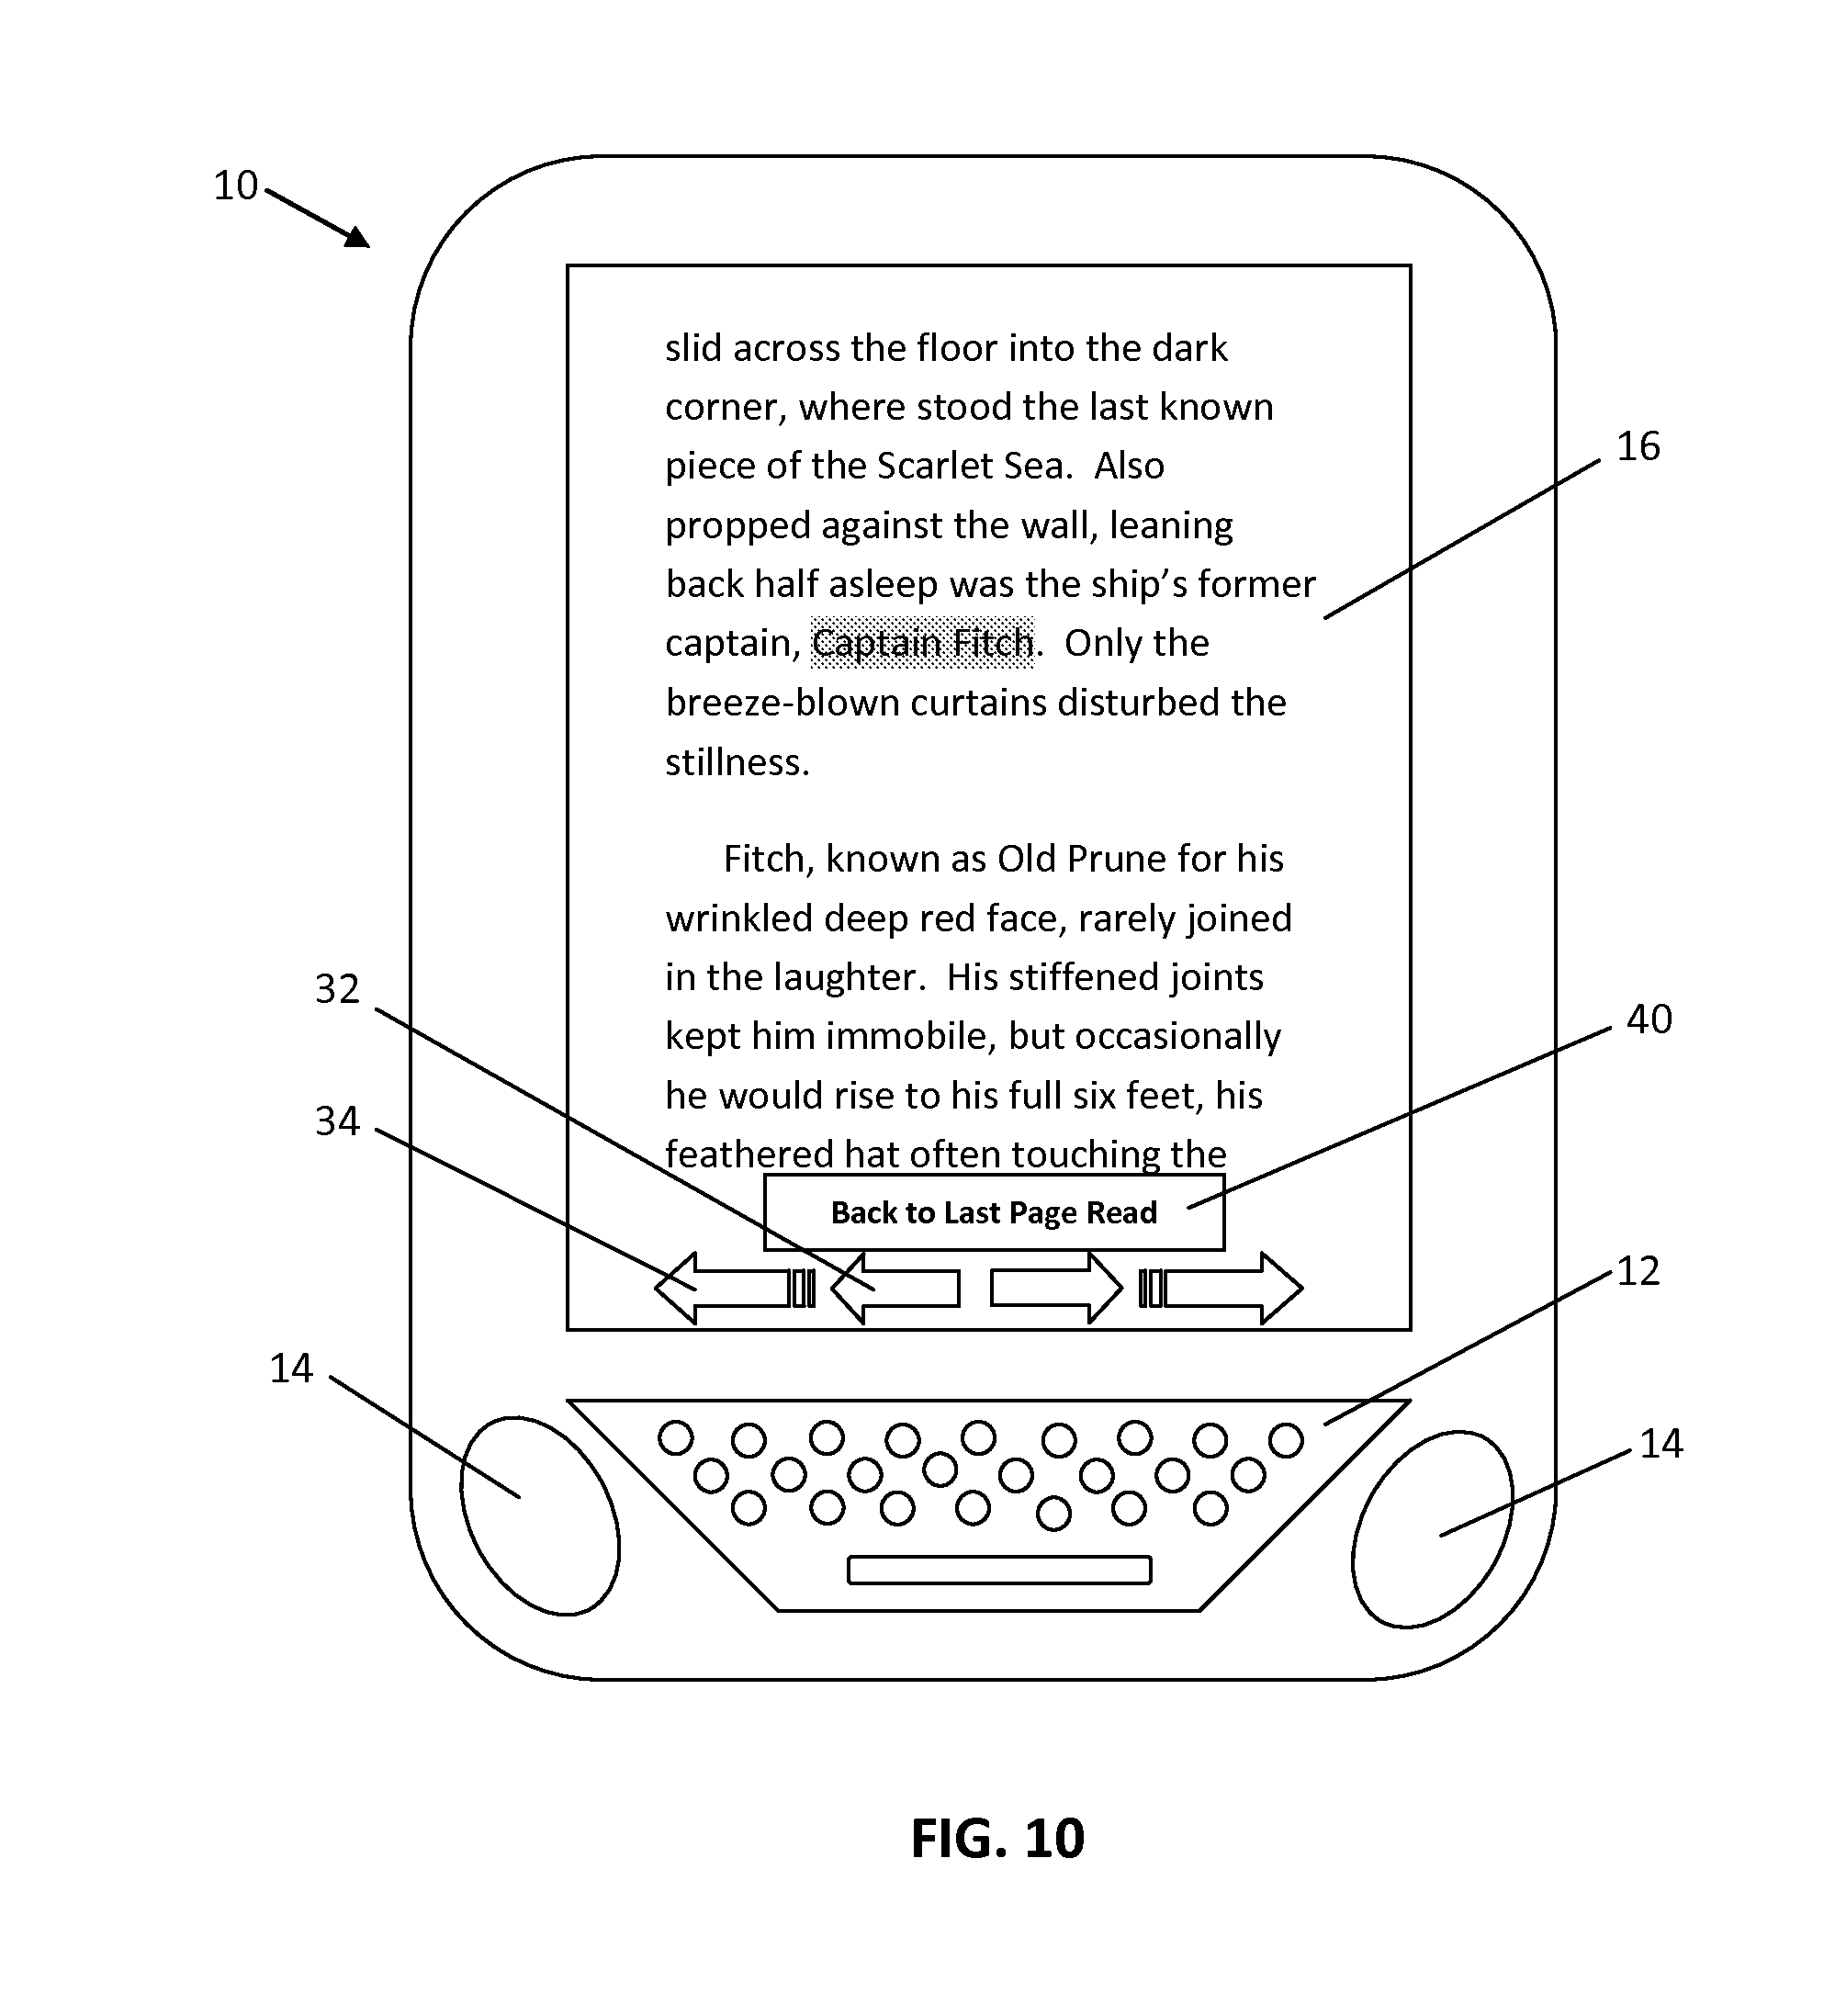 10
slid across the floor into the dark
corner, where stood the last known
16
piece of the Scarlet Sea.  Also
propped against the wall, leaning
back half asleep was the ship’s former
captain, Captain Fitch.  Only the
breeze-blown curtains disturbed the
stillness.
Fitch, known as Old Prune for his
wrinkled deep red face, rarely joined
in the laughter.  His stiffened joints
32
kept him immobile, but occasionally
40
he would rise to his full six feet, his
34
feathered hat often touching the
Back to Last Page Read
12
14
14
FIG. 10